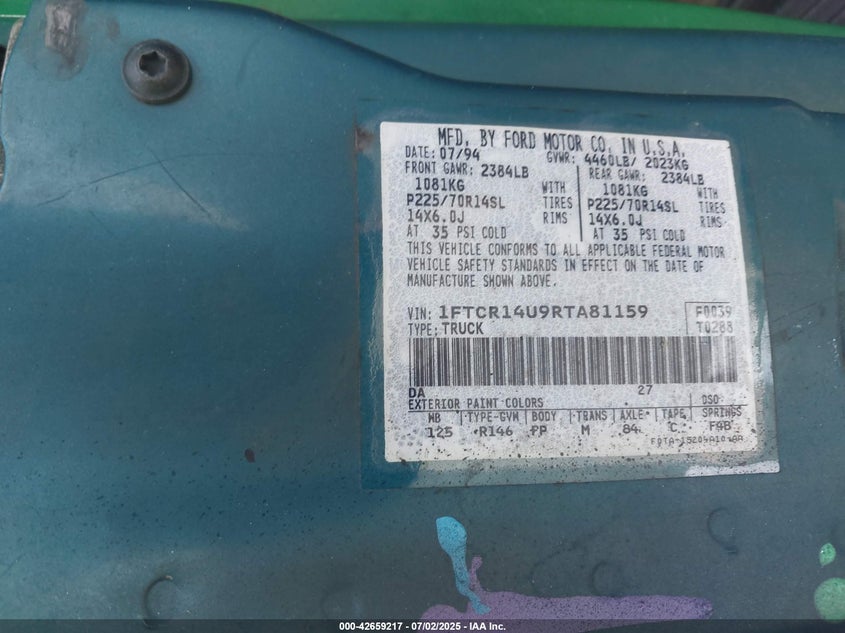 MFD. BY FORD MOTOR CO. IN U.S.A.
DATE: 07/94 GVWR: 4460LB/ 2023KG
FRONT GAWR: 2384LB REAR GAWR: 2384LB
1081KG WITH 1081KG WITH
P225/70R14SL TIRES P225/70R14SL TIRES
14X6.0J RIMS 14X6.0J RIMS
AT 35 PSI COLD AT 35 PSI COLD
THIS VEHICLE CONFORMS TO ALL APPLICABLE FEDERAL MOTOR
VEHICLE SAFETY STANDARDS IN EFFECT ON THE DATE OF
MANUFACTURE SHOWN ABOVE.
VIN: 1FTCR14U9RTA81159 F0039
TYPE: TRUCK T0288
DA 27
EXTERIOR PAINT COLORS DSO
WB TYPE-GVM BODY TRANS AXLE TAPE SPRINGS
125 R146 PP M 84 C F4B
000-42659217 - 07/02/2025 - IAA Inc.